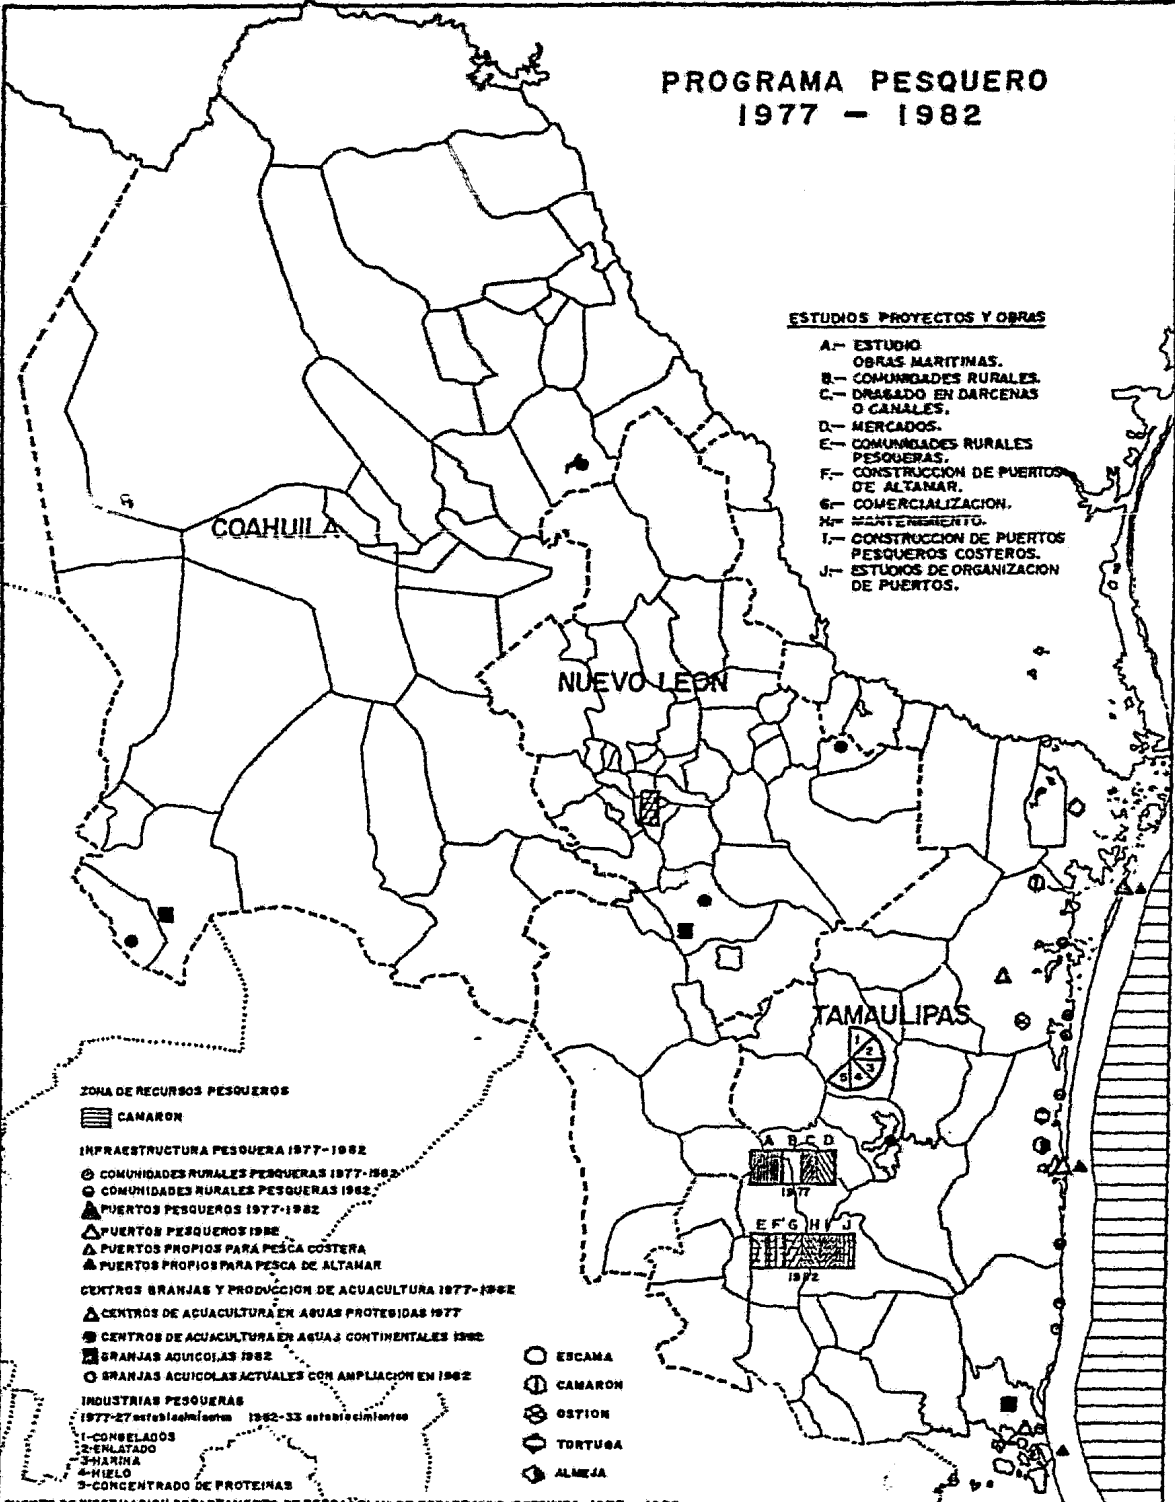 PROGRAMA PESQUERO
1977 — 1982
ESTUDIOS PROYECTOS Y OBRAS
A.— ESTUDIO
OBRAS MARITIMAS.
B.— COMUNIDADES RURALES.
C.— DRAGADO EN DARCENAS
O CANALES.
D.— MERCADOS.
E.— COMUNIDADES RURALES
PESQUERAS.
F.— CONSTRUCCION DE PUERTOS
DE ALTAMAR.
G.— COMERCIALIZACION.
H.— MANTENIMIENTO.
I.— CONSTRUCCION DE PUERTOS
PESQUEROS COSTEROS.
J.— ESTUDIOS DE ORGANIZACION
DE PUERTOS.
COAHUILA
NUEVO LEON
TAMAULIPAS
1
2
3
5 4
A B C D
1977
E F G H I J
1982
ZONA DE RECURSOS PESQUEROS
CAMARON
INFRAESTRUCTURA PESQUERA 1977-1982
COMUNIDADES RURALES PESQUERAS 1977-1982
COMUNIDADES RURALES PESQUERAS 1982
PUERTOS PESQUEROS 1977-1982
PUERTOS PESQUEROS 1982
PUERTOS PROPIOS PARA PESCA COSTERA
PUERTOS PROPIOS PARA PESCA DE ALTAMAR
CENTROS GRANJAS Y PRODUCCION DE ACUACULTURA 1977-1982
CENTROS DE ACUACULTURA EN AGUAS PROTEGIDAS 1977
CENTROS DE ACUACULTURA EN AGUAS CONTINENTALES 1982
GRANJAS AQUICOLAS 1982
GRANJAS ACUICOLAS ACTUALES CON AMPLIACION EN 1982
INDUSTRIAS PESQUERAS
1977-27 establecimientos 1982-33 establecimientos
1-CONGELADOS
2-ENLATADO
3-HARINA
4-HIELO
5-CONCENTRADO DE PROTEINAS
ESCAMA
CAMARON
OSTION
TORTUGA
ALMEJA